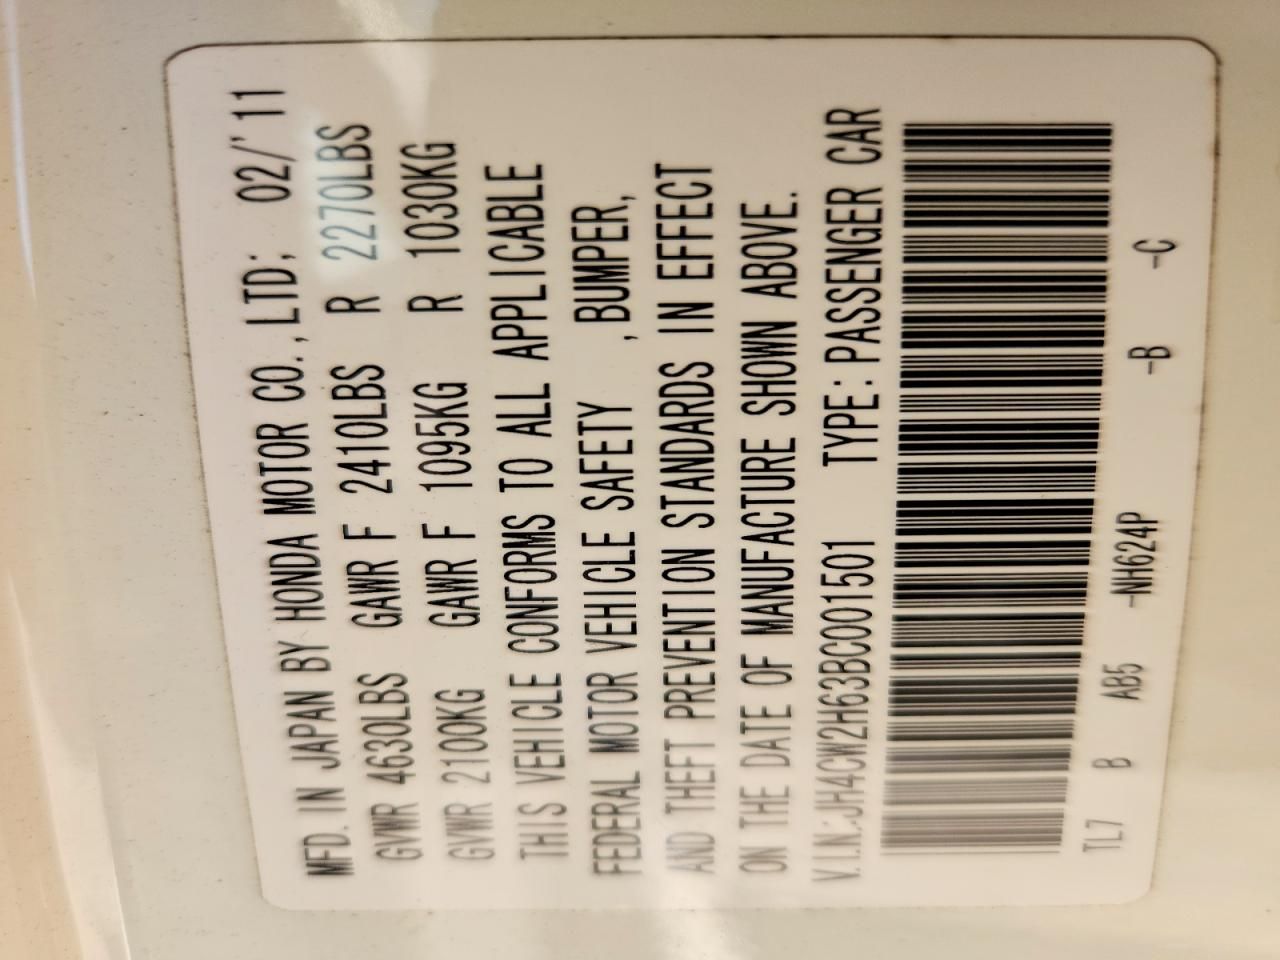 MFD. IN JAPAN BY HONDA MOTOR CO.,LTD; 02/'11
GVWR 4630LBS GAWR F 2410LBS R 2270LBS
GVWR 2100KG GAWR F 1095KG R 1030KG
THIS VEHICLE CONFORMS TO ALL APPLICABLE
FEDERAL MOTOR VEHICLE SAFETY ,BUMPER,
AND THEFT PREVENTION STANDARDS IN EFFECT
ON THE DATE OF MANUFACTURE SHOWN ABOVE.
V.I.N.:JH4CW2H63BC001501 TYPE:PASSENGER CAR
TL7 B AB5 -NH624P -B -C